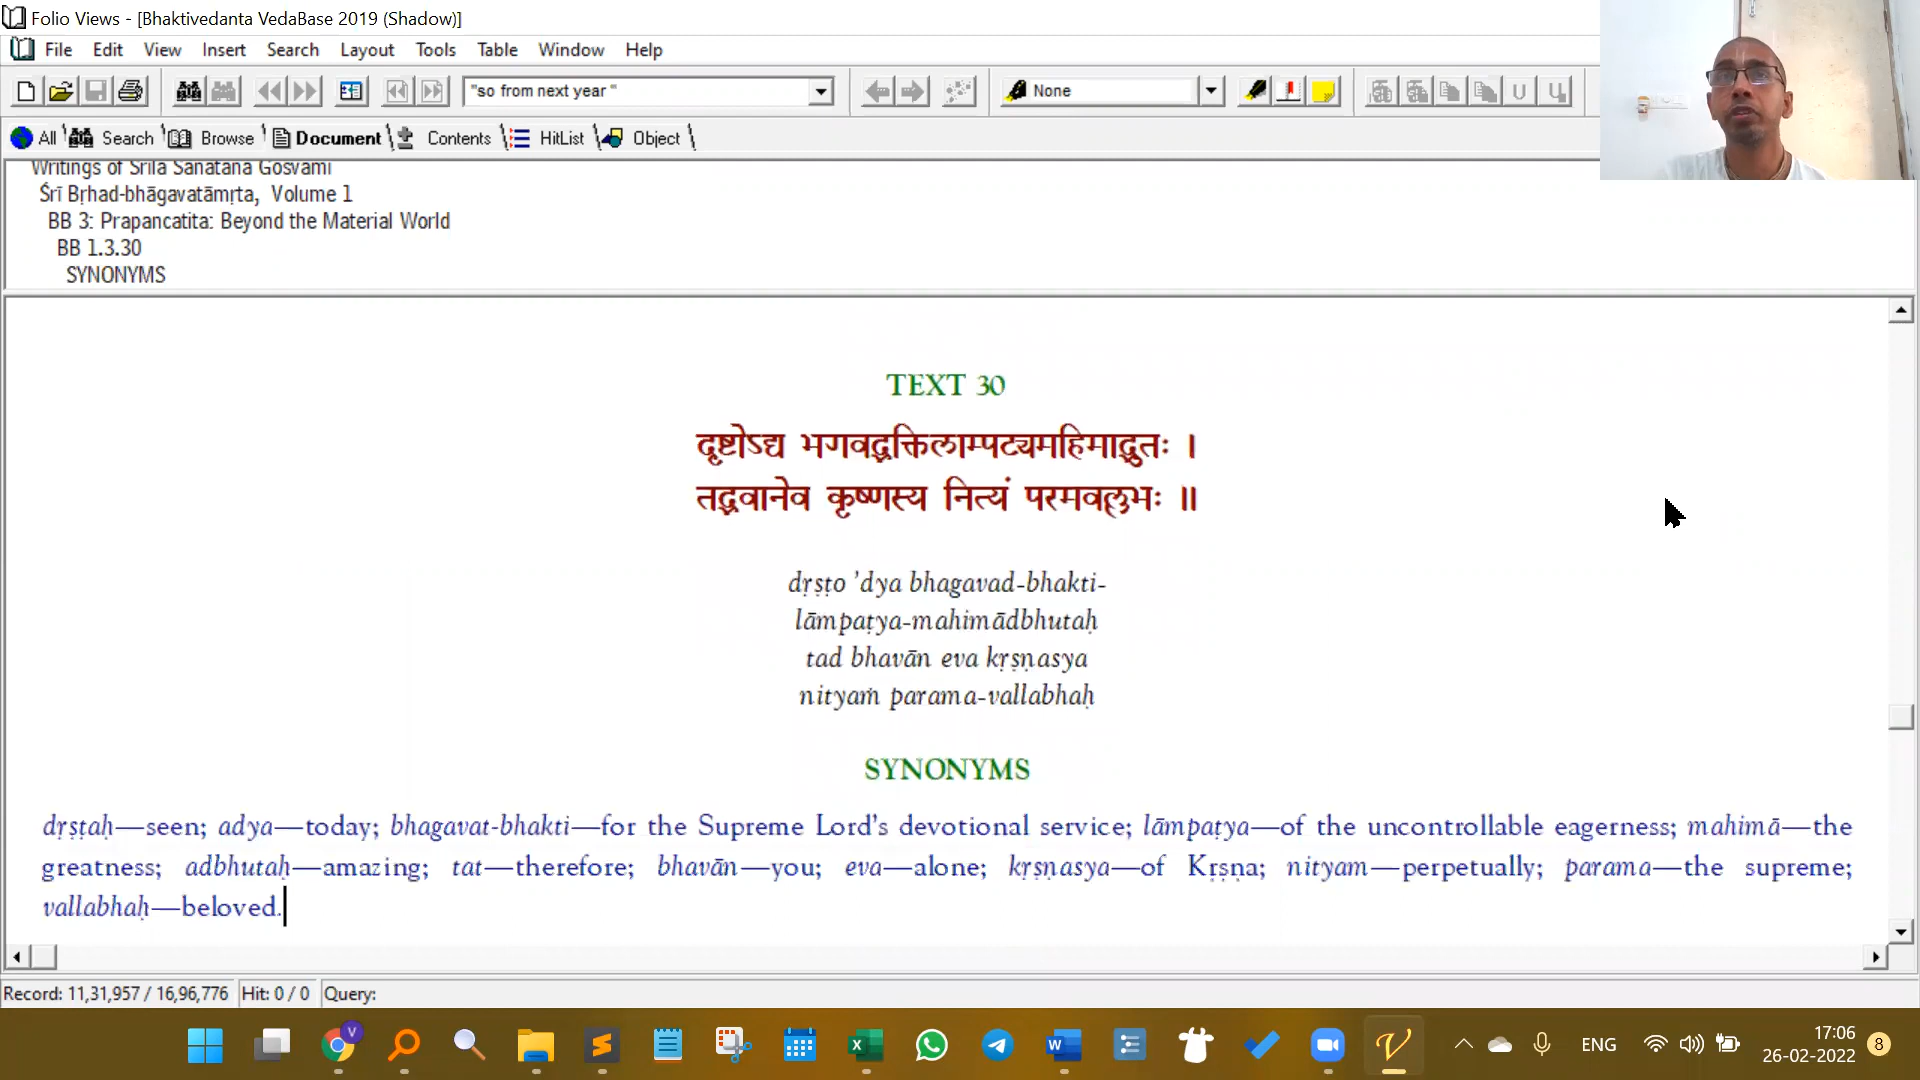 Folio Views - [Bhaktivedanta VedaBase 2019 (Shadow)]
File Edit View Insert Search Layout Tools Table Window Help
"so from next year " None
All Search Browse Document Contents HitList Object
Writings of Srila Sanatana Gosvami
Śrī Bṛhad-bhāgavatāmṛta, Volume 1
BB 3: Prapancatita: Beyond the Material World
BB 1.3.30
SYNONYMS
TEXT 30
दृष्टोऽद्य भगवद्भक्तिलाम्पट्यमहिमाद्भुतः ।
तद्भवानेव कृष्णस्य नित्यं परमवल्लभः ॥
dṛṣṭo ’dya bhagavad-bhakti-
lāmpaṭya-mahimādbhutaḥ
tad bhavān eva kṛṣṇasya
nityaṁ parama-vallabhaḥ
SYNONYMS
dṛṣṭaḥ—seen; adya—today; bhagavat-bhakti—for the Supreme Lord's devotional service; lāmpaṭya—of the uncontrollable eagerness; mahimā—the
greatness; adbhutaḥ—amazing; tat—therefore; bhavān—you; eva—alone; kṛṣṇasya—of Kṛṣṇa; nityam—perpetually; parama—the supreme;
vallabhaḥ—beloved.
Record: 11,31,957 / 16,96,776 Hit: 0 / 0 Query:
ENG 17:06 8
26-02-2022